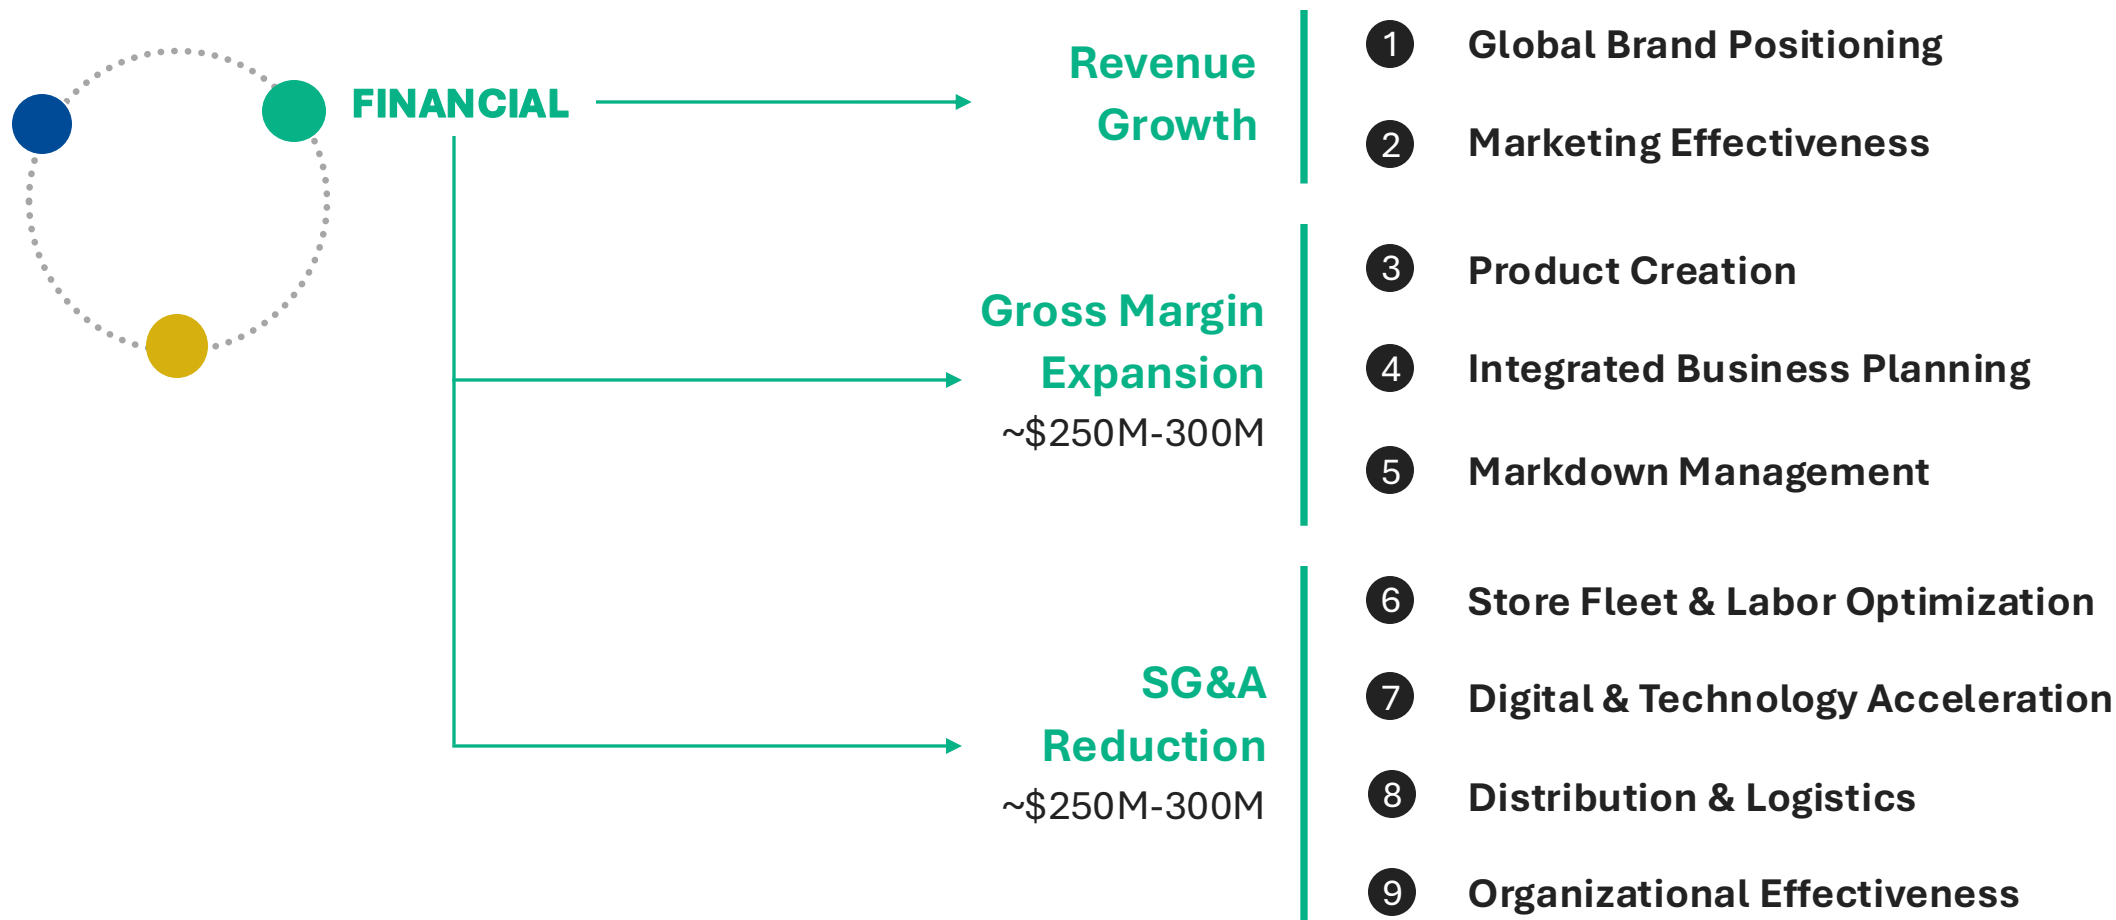 FINANCIAL
Revenue
Growth
1 Global Brand Positioning
2 Marketing Effectiveness
Gross Margin
Expansion
~$250M-300M
3 Product Creation
4 Integrated Business Planning
5 Markdown Management
SG&A
Reduction
~$250M-300M
6 Store Fleet & Labor Optimization
7 Digital & Technology Acceleration
8 Distribution & Logistics
9 Organizational Effectiveness